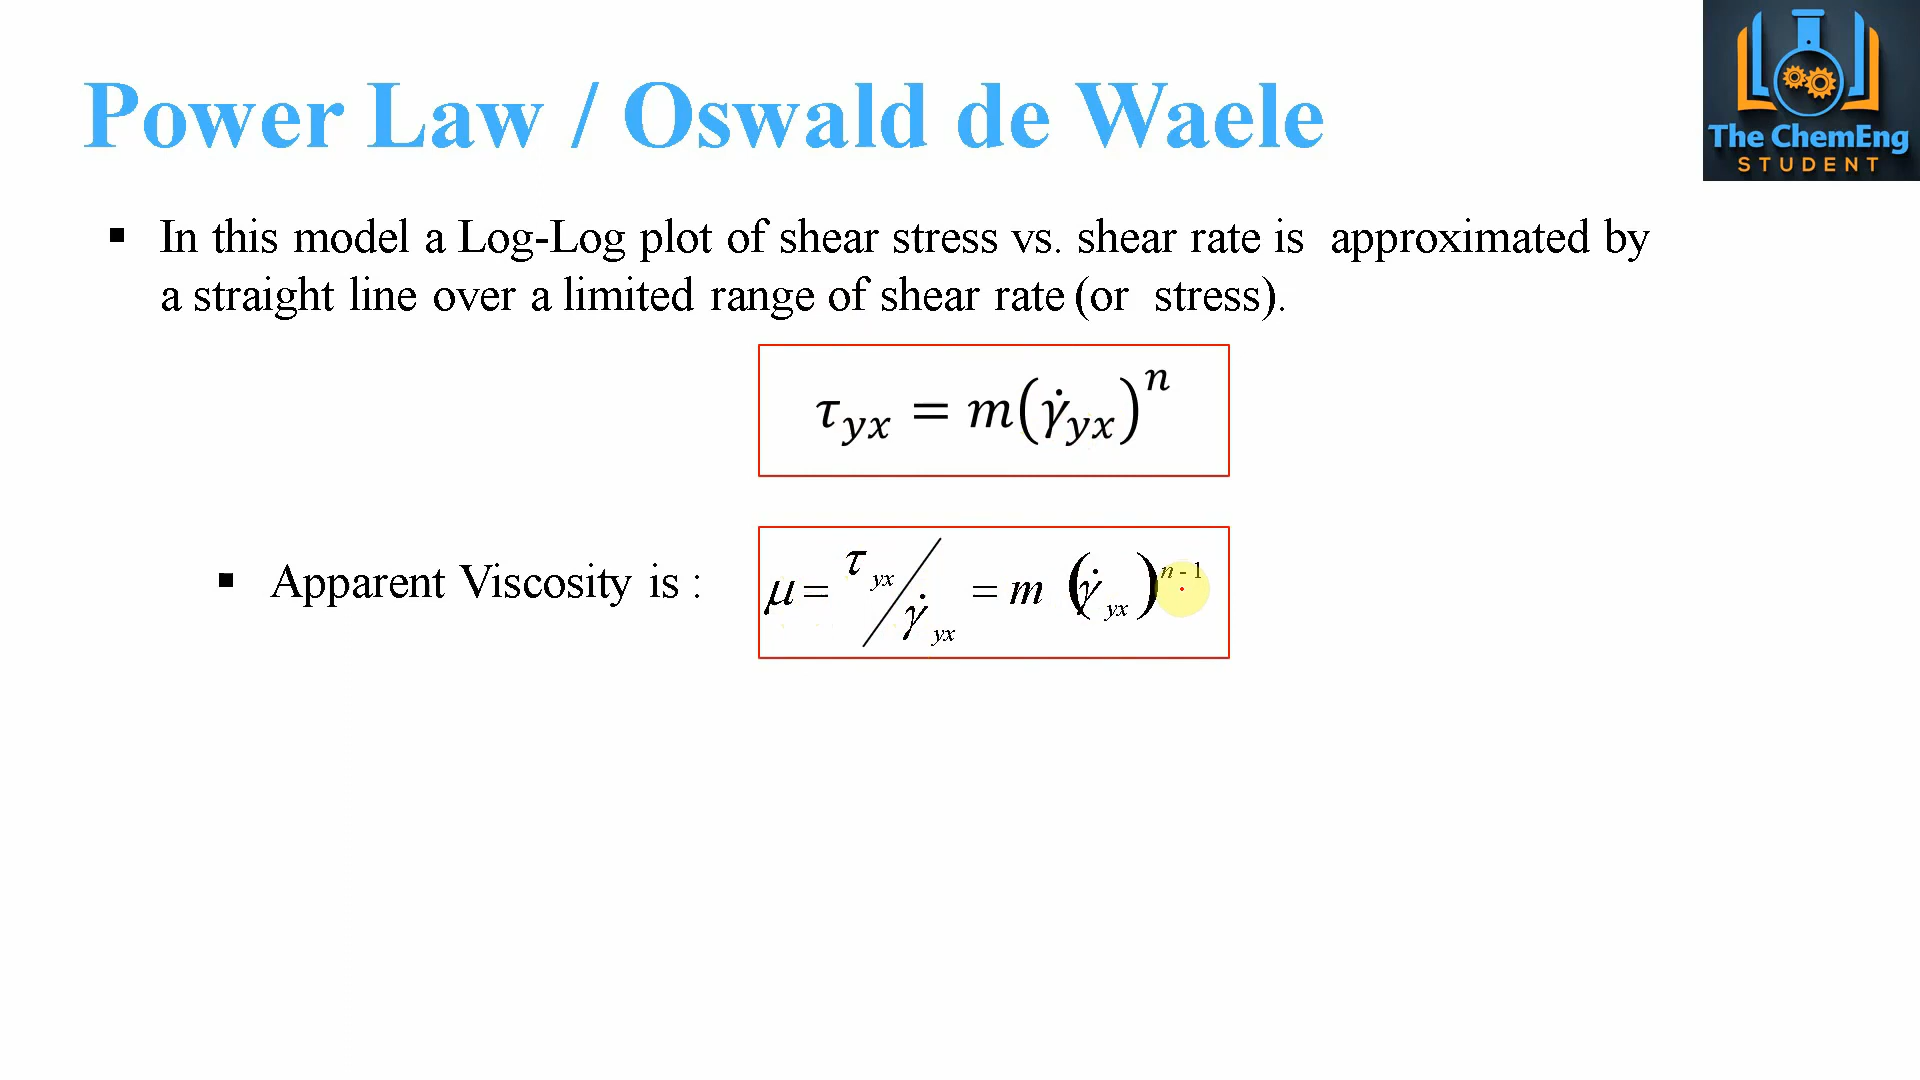 Power Law / Oswald de Waele
The ChemEng
STUDENT
▪ In this model a Log-Log plot of shear stress vs. shear rate is approximated by
a straight line over a limited range of shear rate (or stress).
τ_yx = m(γ̇_yx)^n
▪ Apparent Viscosity is : μ = τ_yx / γ̇_yx = m (γ̇_yx)^(n-1)